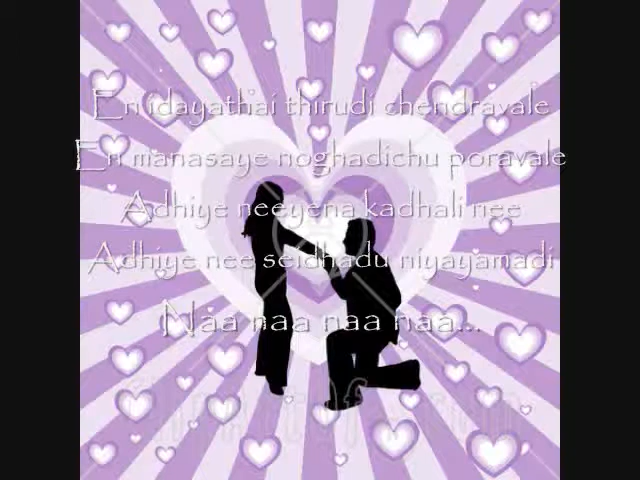 En idayathai thirudi chendravale
En manasaye noghadichu poravale
Adhiye neeyena kadhali nee
Adhiye nee seidhadu niyayamadi
Naa naa naa naa...